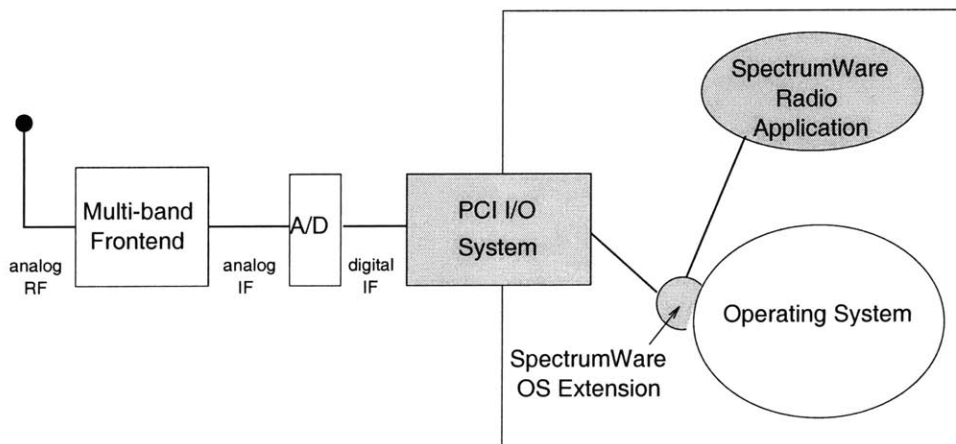 SpectrumWare
Radio
Application
Multi-band
Frontend
A/D
PCI I/O
System
analog
RF
analog
IF
digital
IF
Operating System
SpectrumWare
OS Extension